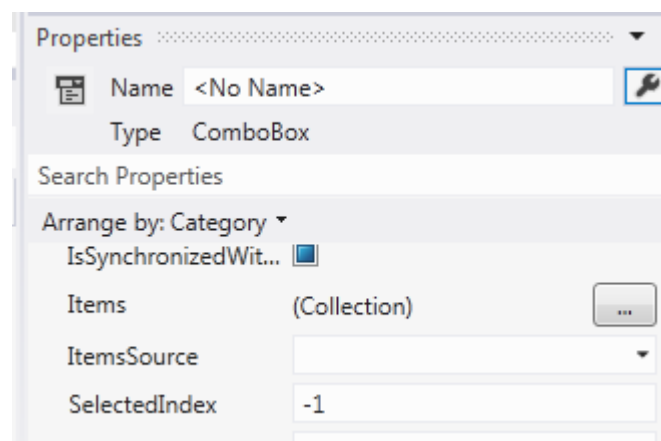 Properties
Name <No Name>
Type ComboBox
Search Properties
Arrange by: Category
IsSynchronizedWit...
Items (Collection) ...
ItemsSource
SelectedIndex -1